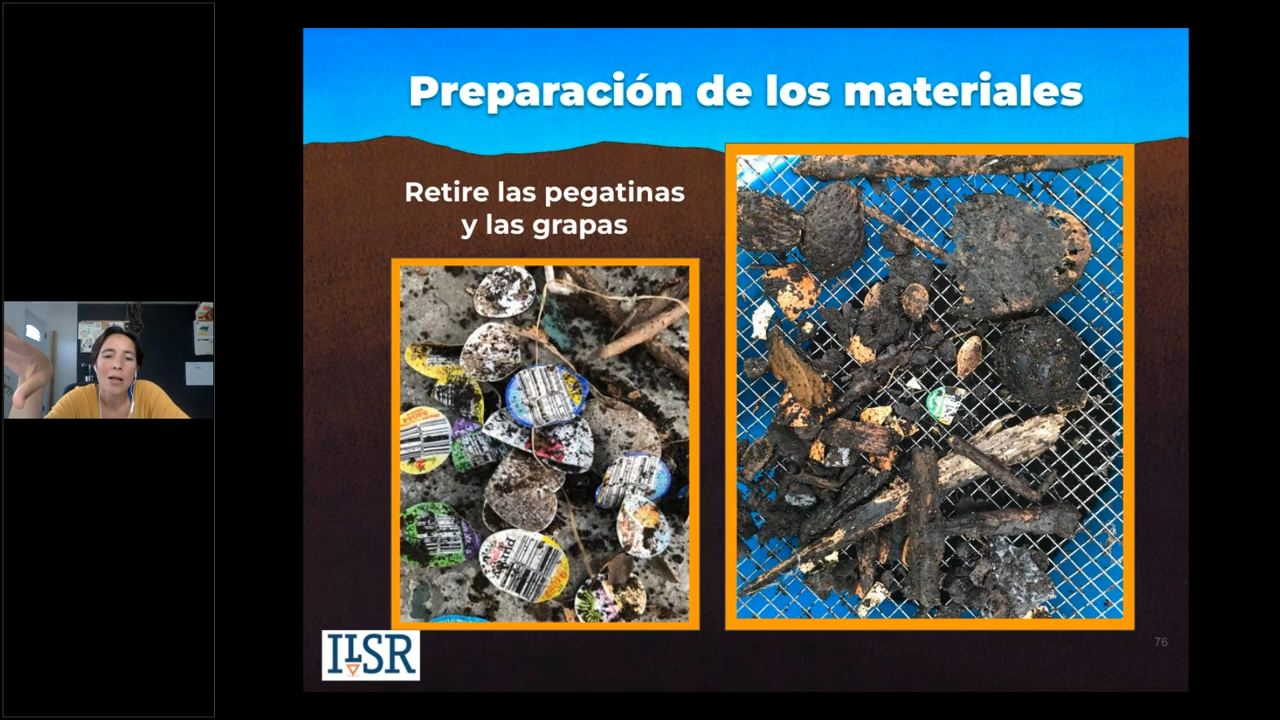 Preparación de los materiales
Retire las pegatinas
y las grapas
ILSR
76